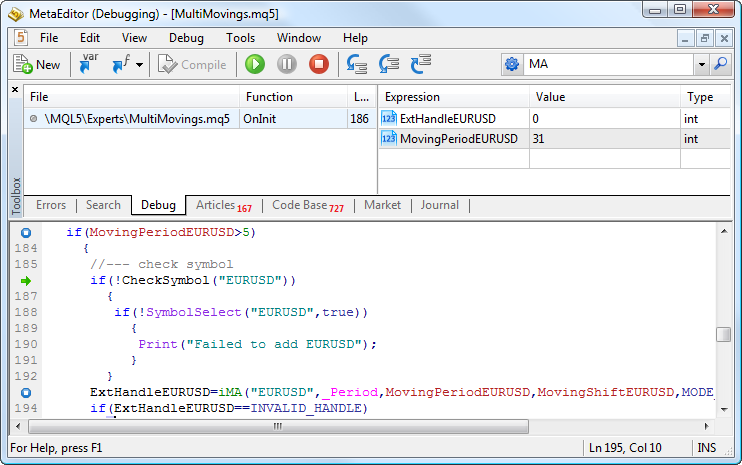 MetaEditor (Debugging) - [MultiMovings.mq5]
5 File Edit View Debug Tools Window Help
New var f Compile MA
File Function L... Expression Value Type
\MQL5\Experts\MultiMovings.mq5 OnInit 186 123 ExtHandleEURUSD 0 int
123 MovingPeriodEURUSD 31 int
Toolbox
Errors Search Debug Articles 167 Code Base 727 Market Journal
if(MovingPeriodEURUSD>5)
184 {
185 //--- check symbol
if(!CheckSymbol("EURUSD"))
187 {
188 if(!SymbolSelect("EURUSD",true))
189 {
190 Print("Failed to add EURUSD");
191 }
192 }
ExtHandleEURUSD=iMA("EURUSD",_Period,MovingPeriodEURUSD,MovingShiftEURUSD,MODE_
194 if(ExtHandleEURUSD==INVALID_HANDLE)
For Help, press F1 Ln 195, Col 10 INS